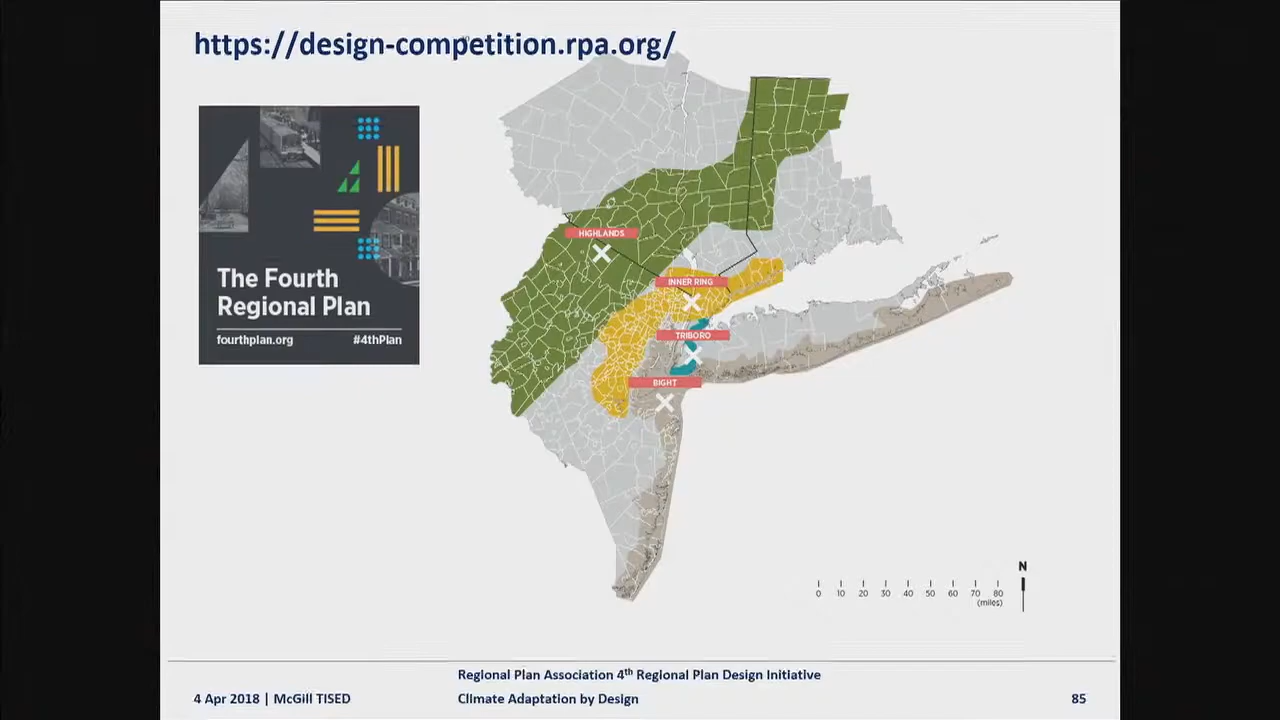 https://design-competition.rpa.org/
The Fourth
Regional Plan
fourthplan.org #4thPlan
HIGHLANDS
INNER RING
TRIBORO
BIGHT
N
0 10 20 30 40 50 60 70 80
(miles)
Regional Plan Association 4th Regional Plan Design Initiative
4 Apr 2018 | McGill TISED Climate Adaptation by Design 85